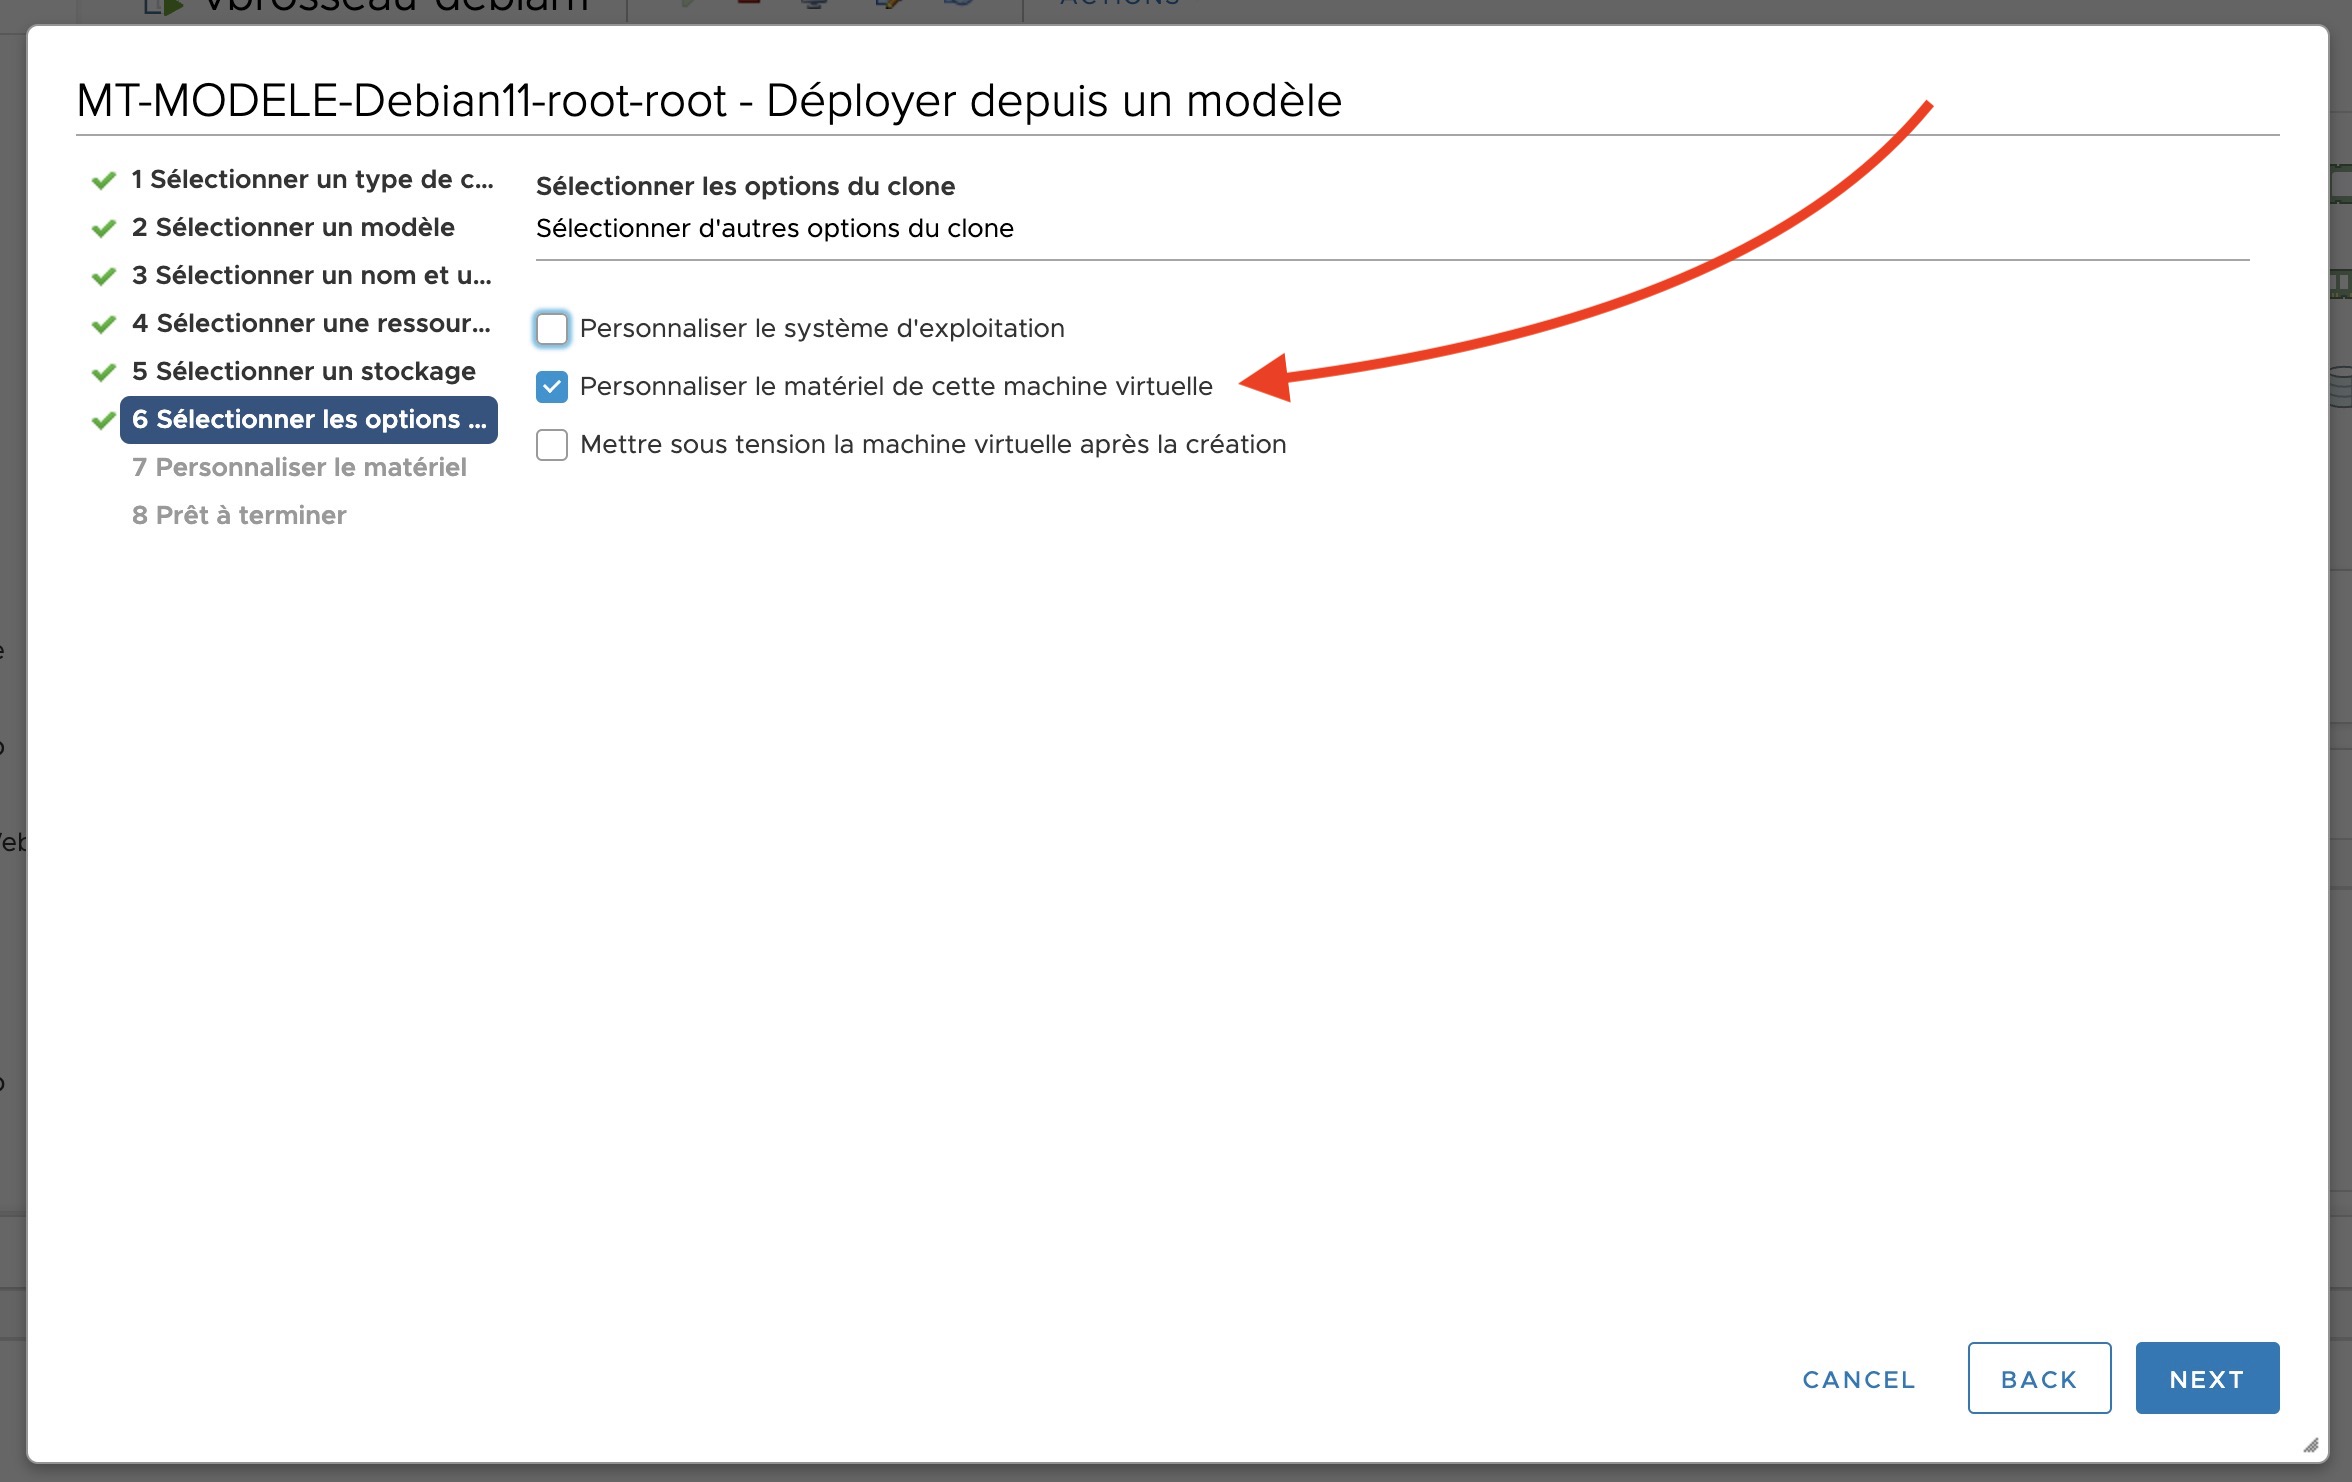 ACTIONS
MT-MODELE-Debian11-root-root - Déployer depuis un modèle
1 Sélectionner un type de c...
2 Sélectionner un modèle
3 Sélectionner un nom et u...
4 Sélectionner une ressour...
5 Sélectionner un stockage
6 Sélectionner les options ...
7 Personnaliser le matériel
8 Prêt à terminer
Sélectionner les options du clone
Sélectionner d'autres options du clone
Personnaliser le système d'exploitation
Personnaliser le matériel de cette machine virtuelle
Mettre sous tension la machine virtuelle après la création
CANCEL
BACK
NEXT